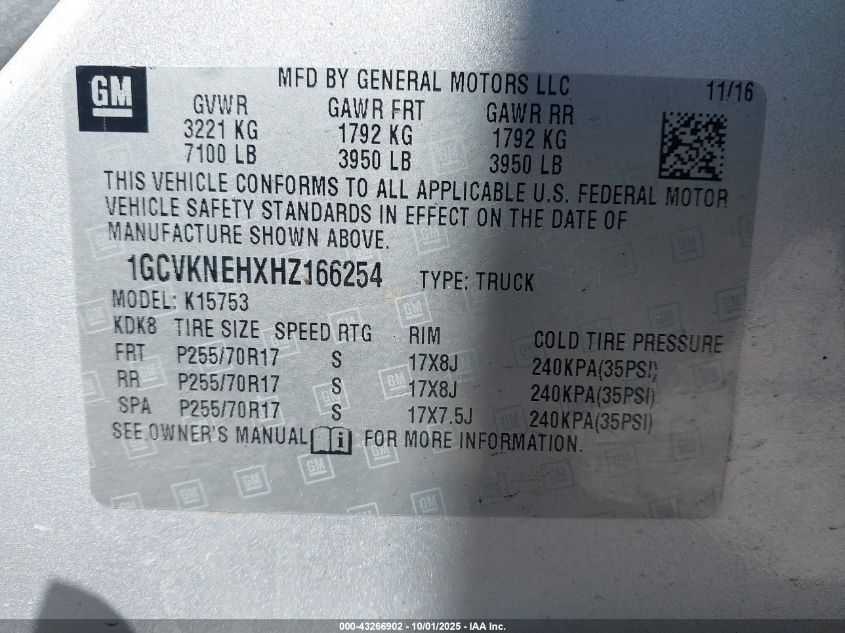 GM
MFD BY GENERAL MOTORS LLC 11/16
GVWR GAWR FRT GAWR RR
3221 KG 1792 KG 1792 KG
7100 LB 3950 LB 3950 LB
THIS VEHICLE CONFORMS TO ALL APPLICABLE U.S. FEDERAL MOTOR
VEHICLE SAFETY STANDARDS IN EFFECT ON THE DATE OF
MANUFACTURE SHOWN ABOVE.
1GCVKNEHXHZ166254 TYPE: TRUCK
MODEL: K15753
KDK8 TIRE SIZE SPEED RTG RIM COLD TIRE PRESSURE
FRT P255/70R17 S 17X8J 240KPA(35PSI)
RR P255/70R17 S 17X8J 240KPA(35PSI)
SPA P255/70R17 S 17X7.5J 240KPA(35PSI)
SEE OWNER'S MANUAL FOR MORE INFORMATION.
000-43266902 - 10/01/2025 - IAA Inc.